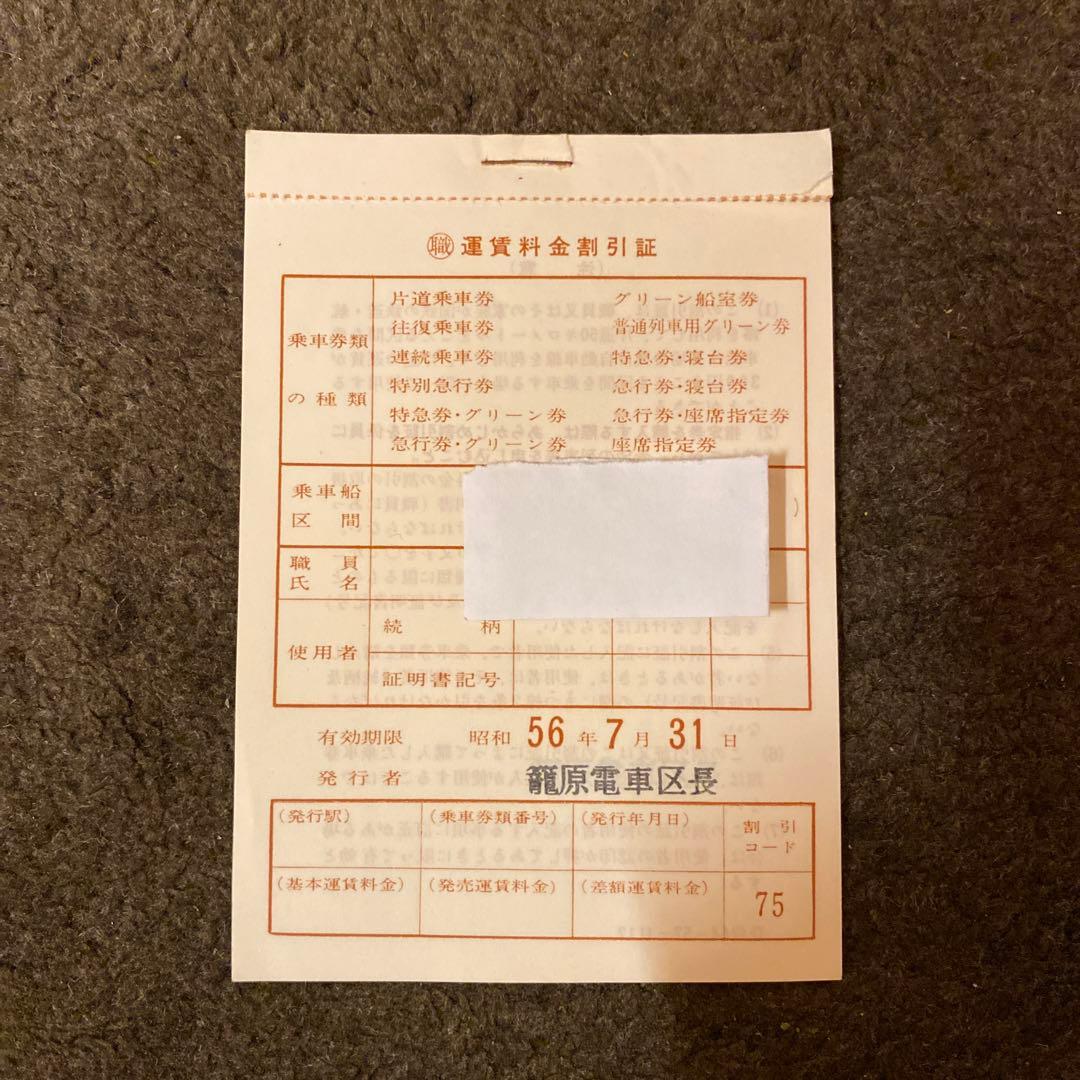 職 運賃料金割引証
乗車券類の種類
片道乗車券 グリーン船室券
往復乗車券 普通列車用グリーン券
連続乗車券 特急券・寝台券
特別急行券 急行券・寝台券
特急券・グリーン券 急行券・座席指定券
急行券・グリーン券 座席指定券
乗車船
区間
)
職員
氏名
使用者
続柄
証明書記号
有効期限 昭和 56 年 7 月 31 日
発行者 籠原電車区長
(発行駅) (乗車券類番号) (発行年月日) 割引
コード
(基本運賃料金) (発売運賃料金) (差額運賃料金) 75